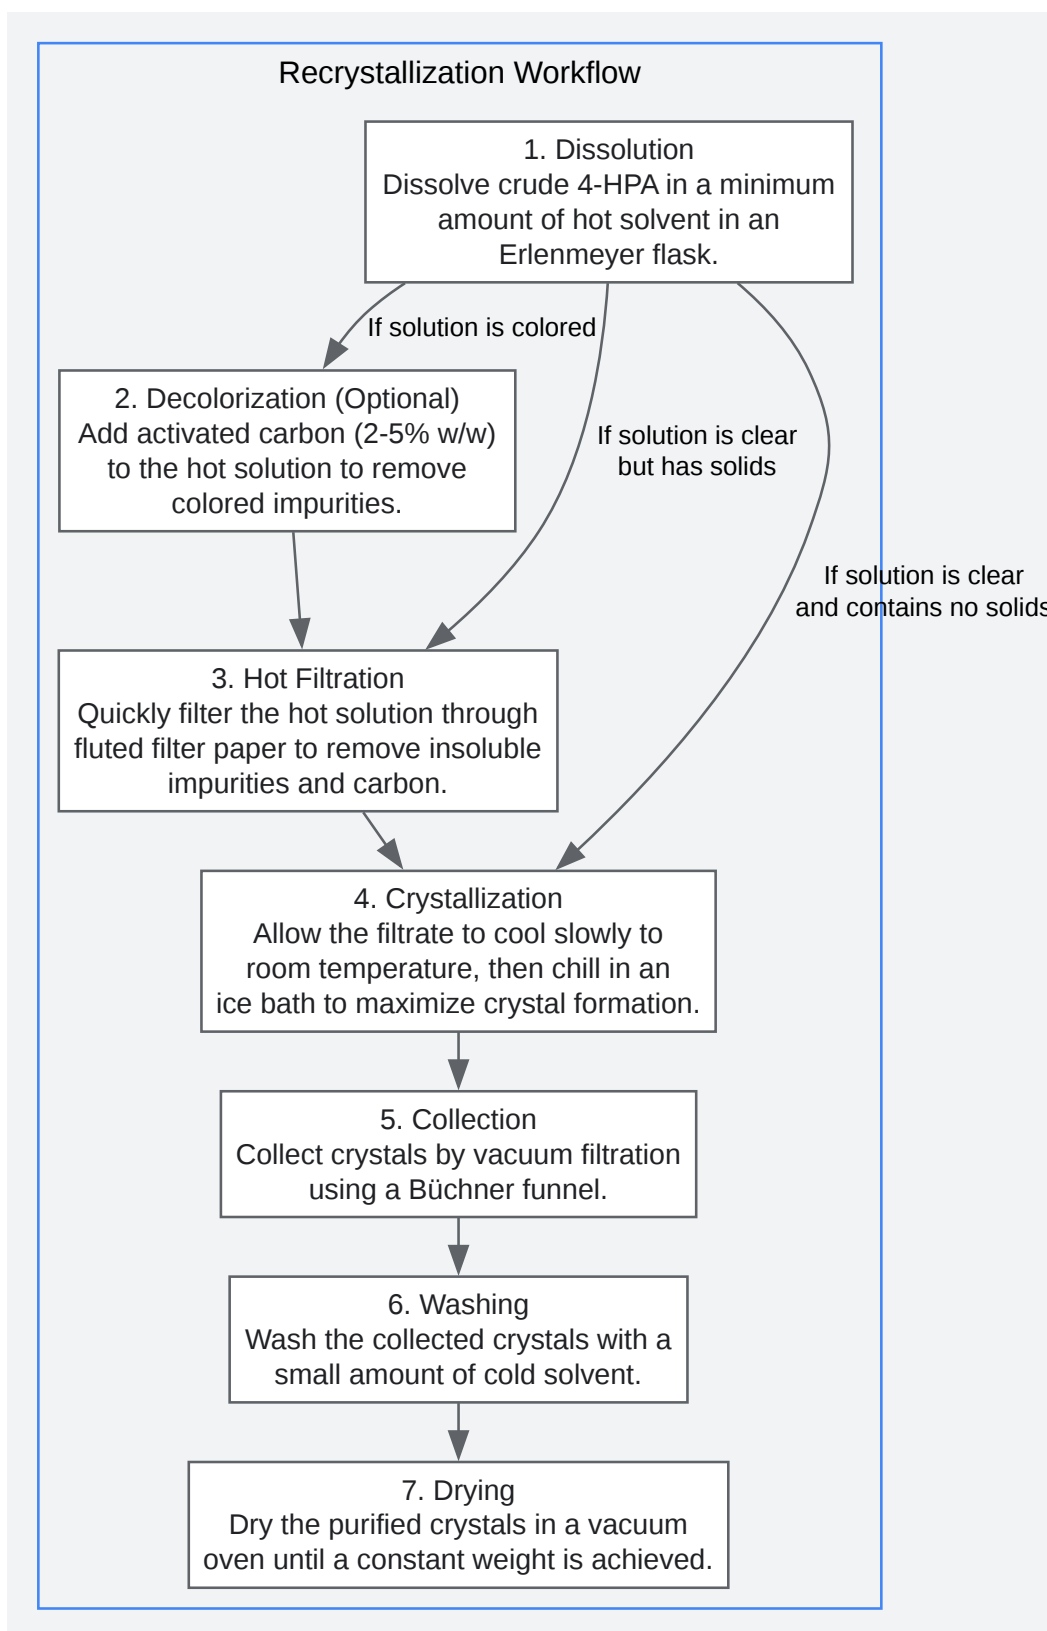 Recrystallization Workflow
1. Dissolution
Dissolve crude 4-HPA in a minimum
amount of hot solvent in an
Erlenmeyer flask.
If solution is colored
2. Decolorization (Optional)
Add activated carbon (2-5% w/w)
to the hot solution to remove
colored impurities.
If solution is clear
but has solids
If solution is clear
and contains no solids
3. Hot Filtration
Quickly filter the hot solution through
fluted filter paper to remove insoluble
impurities and carbon.
4. Crystallization
Allow the filtrate to cool slowly to
room temperature, then chill in an
ice bath to maximize crystal formation.
5. Collection
Collect crystals by vacuum filtration
using a Büchner funnel.
6. Washing
Wash the collected crystals with a
small amount of cold solvent.
7. Drying
Dry the purified crystals in a vacuum
oven until a constant weight is achieved.